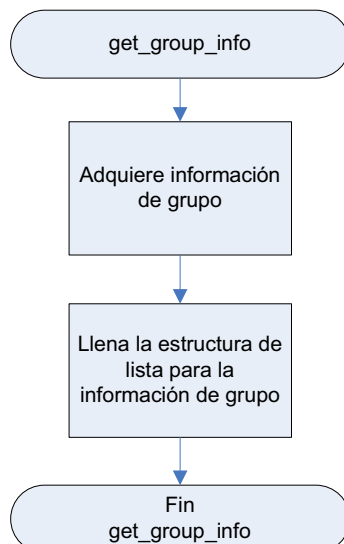 get_group_info
Adquiere información
de grupo
Llena la estructura de
lista para la
información de grupo
Fin
get_group_info